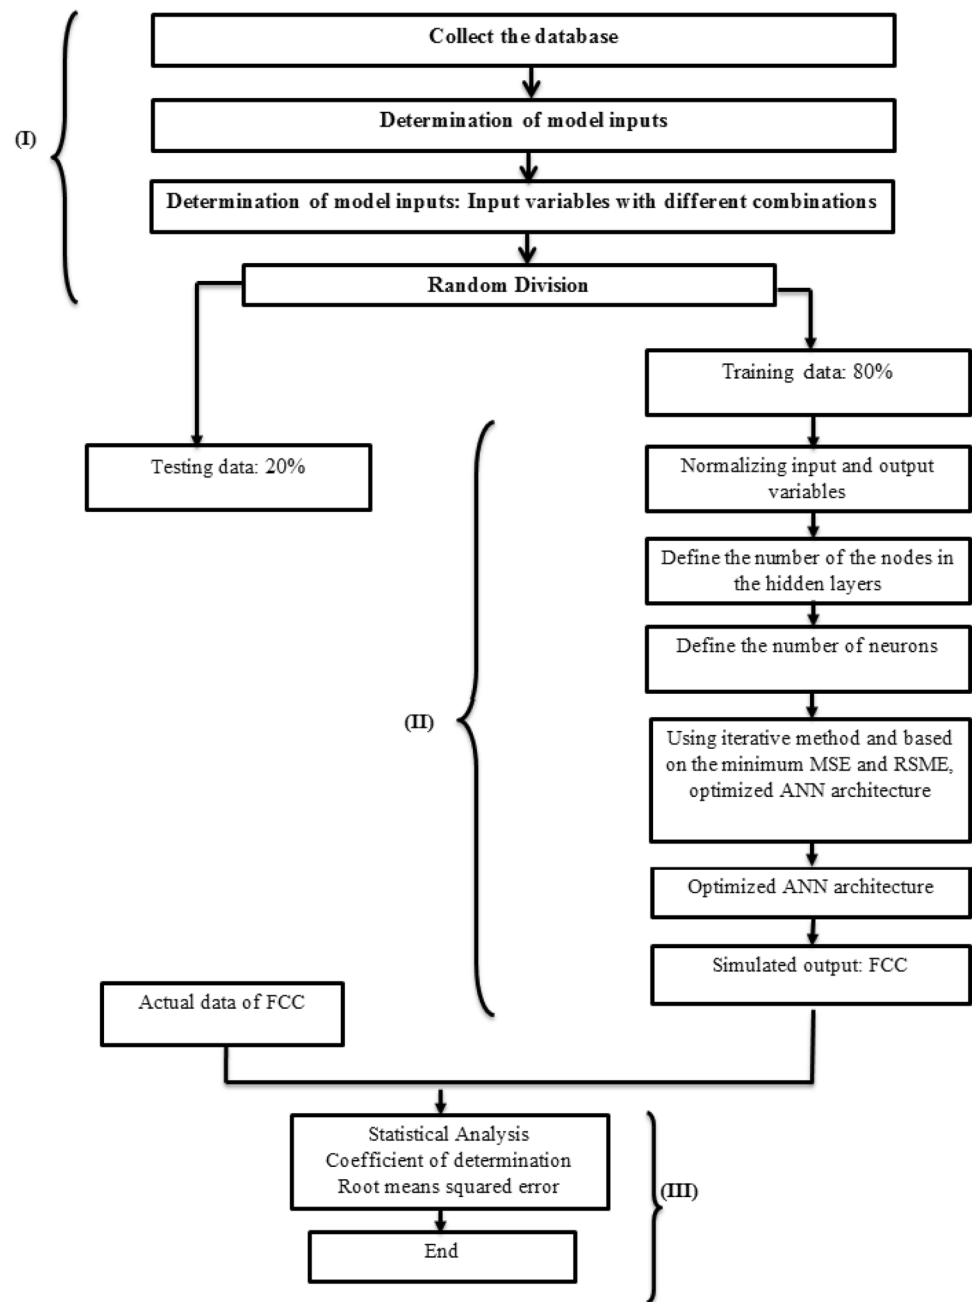 Collect the database
Determination of model inputs
(I)
Determination of model inputs: Input variables with different combinations
Random Division
Training data: 80%
Testing data: 20%
Normalizing input and output
variables
Define the number of the nodes in
the hidden layers
Define the number of neurons
(II)
Using iterative method and based
on the minimum MSE and RSME,
optimized ANN architecture
Optimized ANN architecture
Simulated output: FCC
Actual data of FCC
Statistical Analysis
Coefficient of determination
Root means squared error
(III)
End